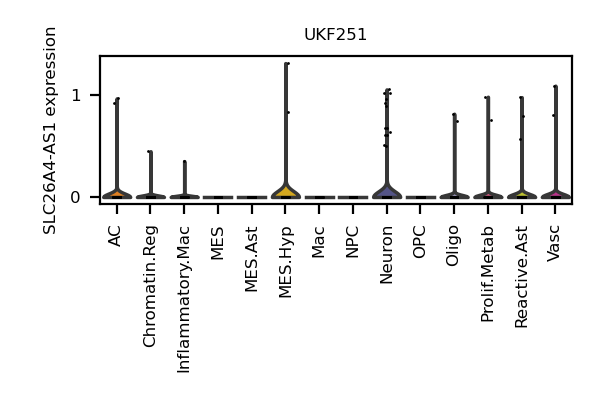 UKF251
SLC26A4-AS1 expression
1
0
AC
Chromatin.Reg
Inflammatory.Mac
MES
MES.Ast
MES.Hyp
Mac
NPC
Neuron
OPC
Oligo
Prolif.Metab
Reactive.Ast
Vasc